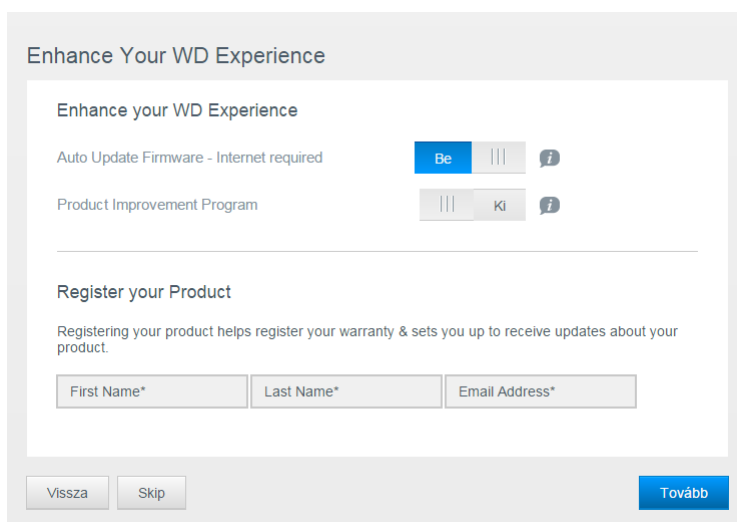 Enhance Your WD Experience
Enhance your WD Experience
Auto Update Firmware - Internet required
Be
Product Improvement Program
Ki
Register your Product
Registering your product helps register your warranty & sets you up to receive updates about your
product.
First Name*
Last Name*
Email Address*
Vissza
Skip
Tovább